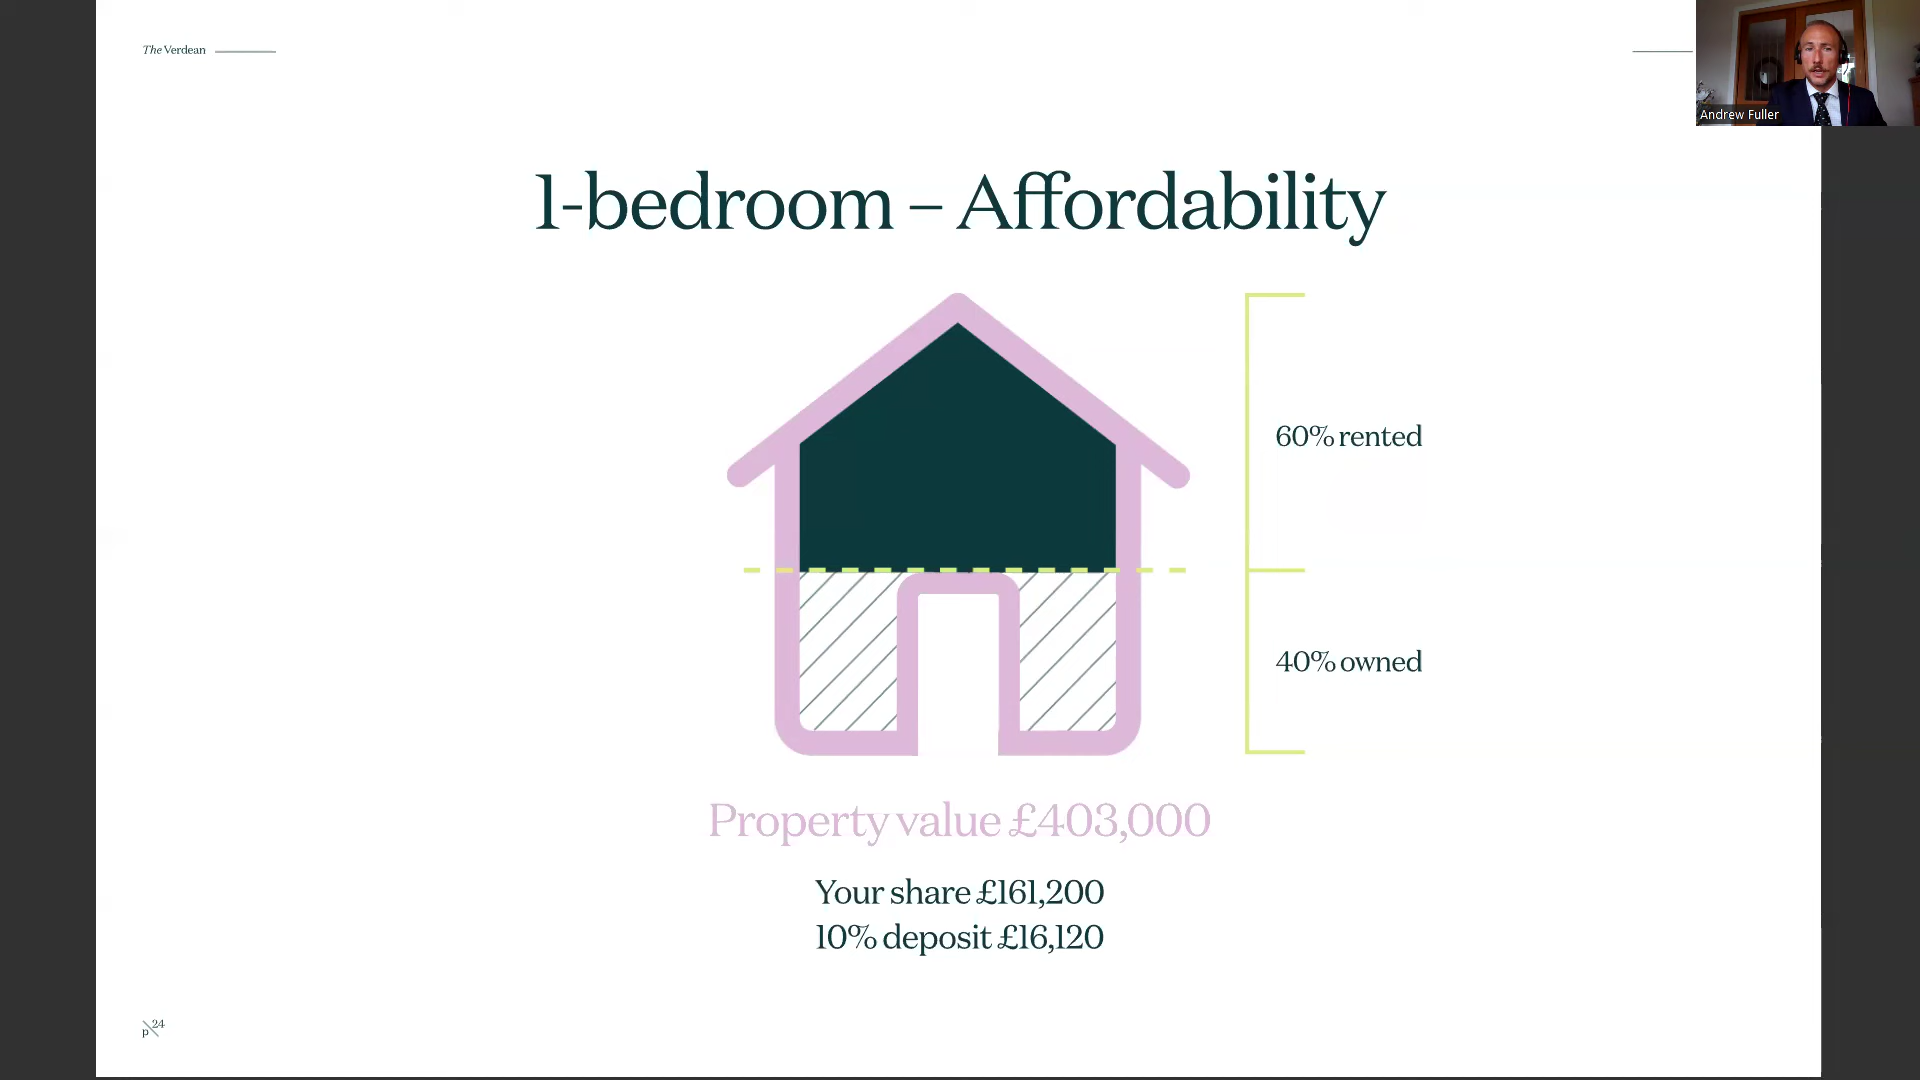 The Verdean
Andrew Fuller
1-bedroom – Affordability
60% rented
40% owned
Property value £403,000
Your share £161,200
10% deposit £16,120
p 24